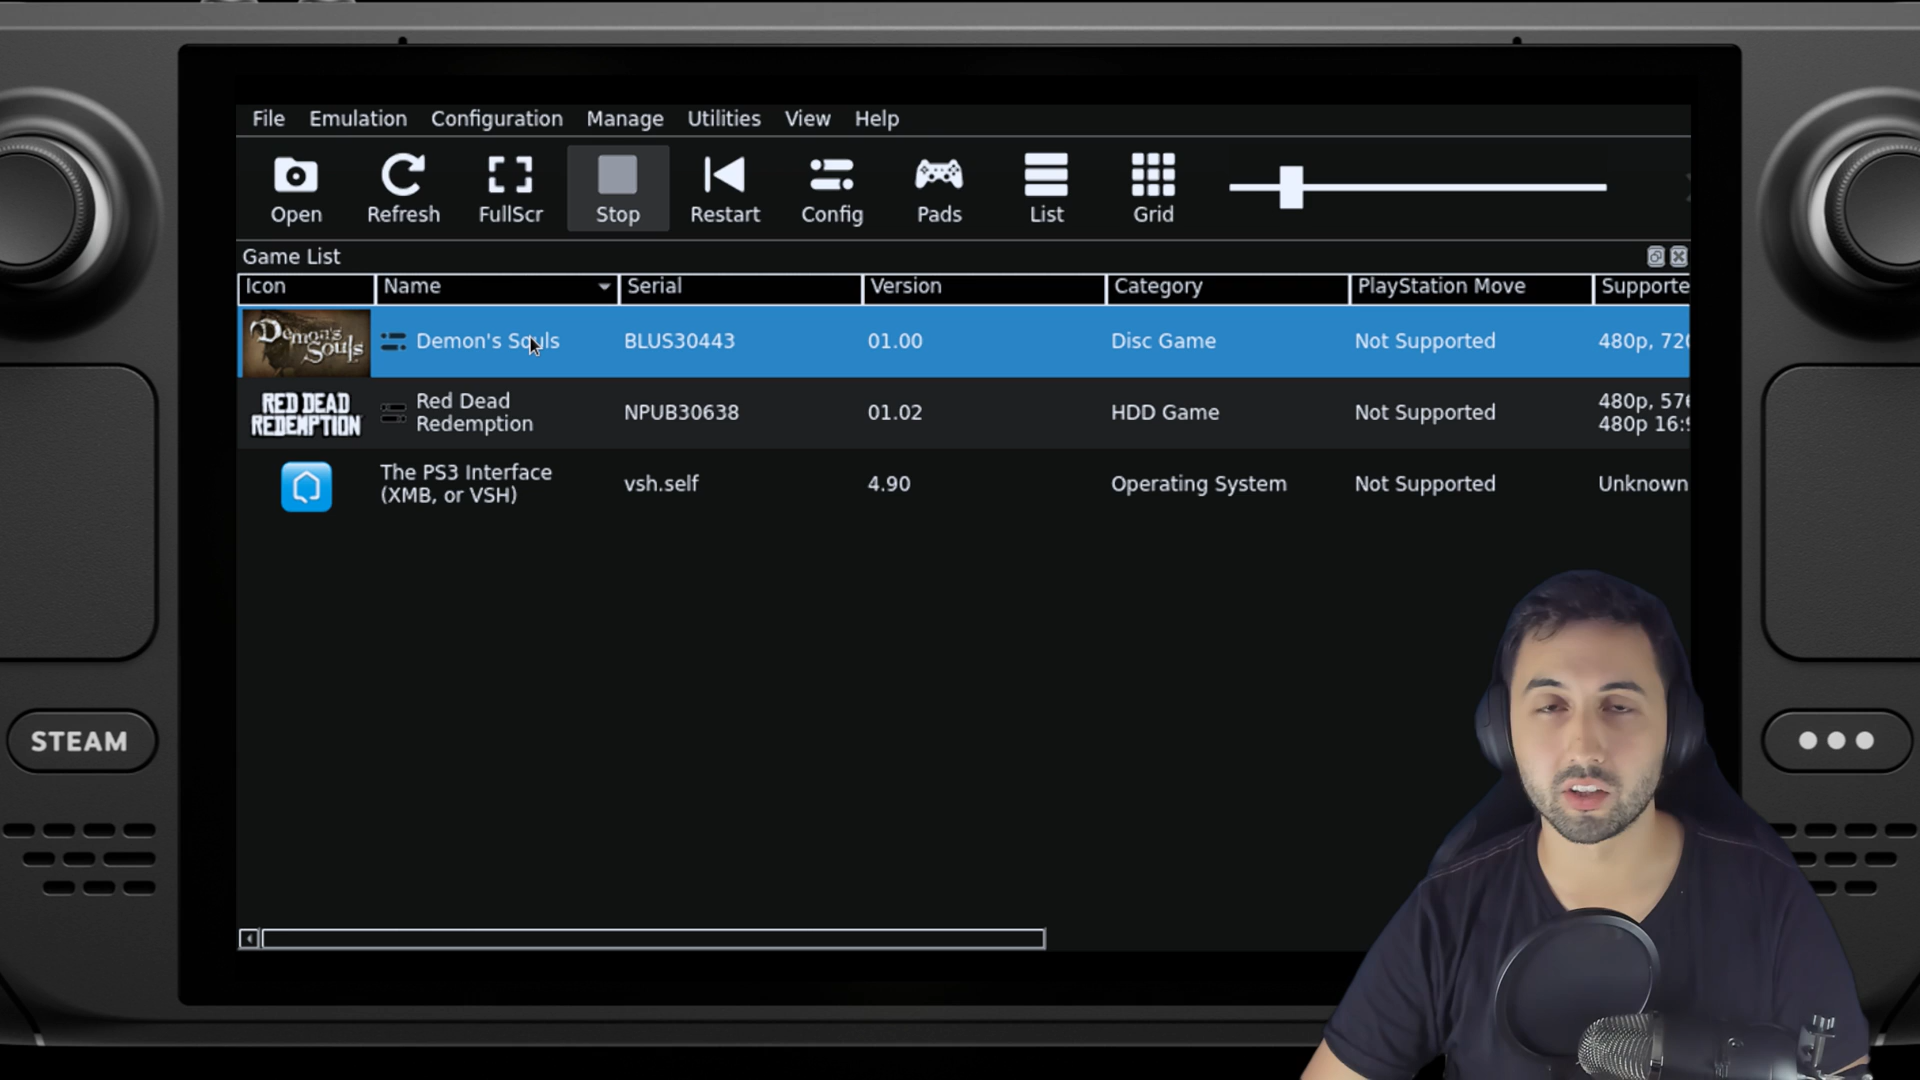 File Emulation Configuration Manage Utilities View Help
Open Refresh FullScr Stop Restart Config Pads List Grid
Game List
Icon Name Serial Version Category PlayStation Move Supporte
Demon's Souls Demon's Souls BLUS30443 01.00 Disc Game Not Supported 480p, 720
RED DEAD
REDEMPTION
Red Dead
Redemption
NPUB30638 01.02 HDD Game Not Supported
480p, 576
480p 16:9
The PS3 Interface
(XMB, or VSH)
vsh.self 4.90 Operating System Not Supported Unknown
STEAM